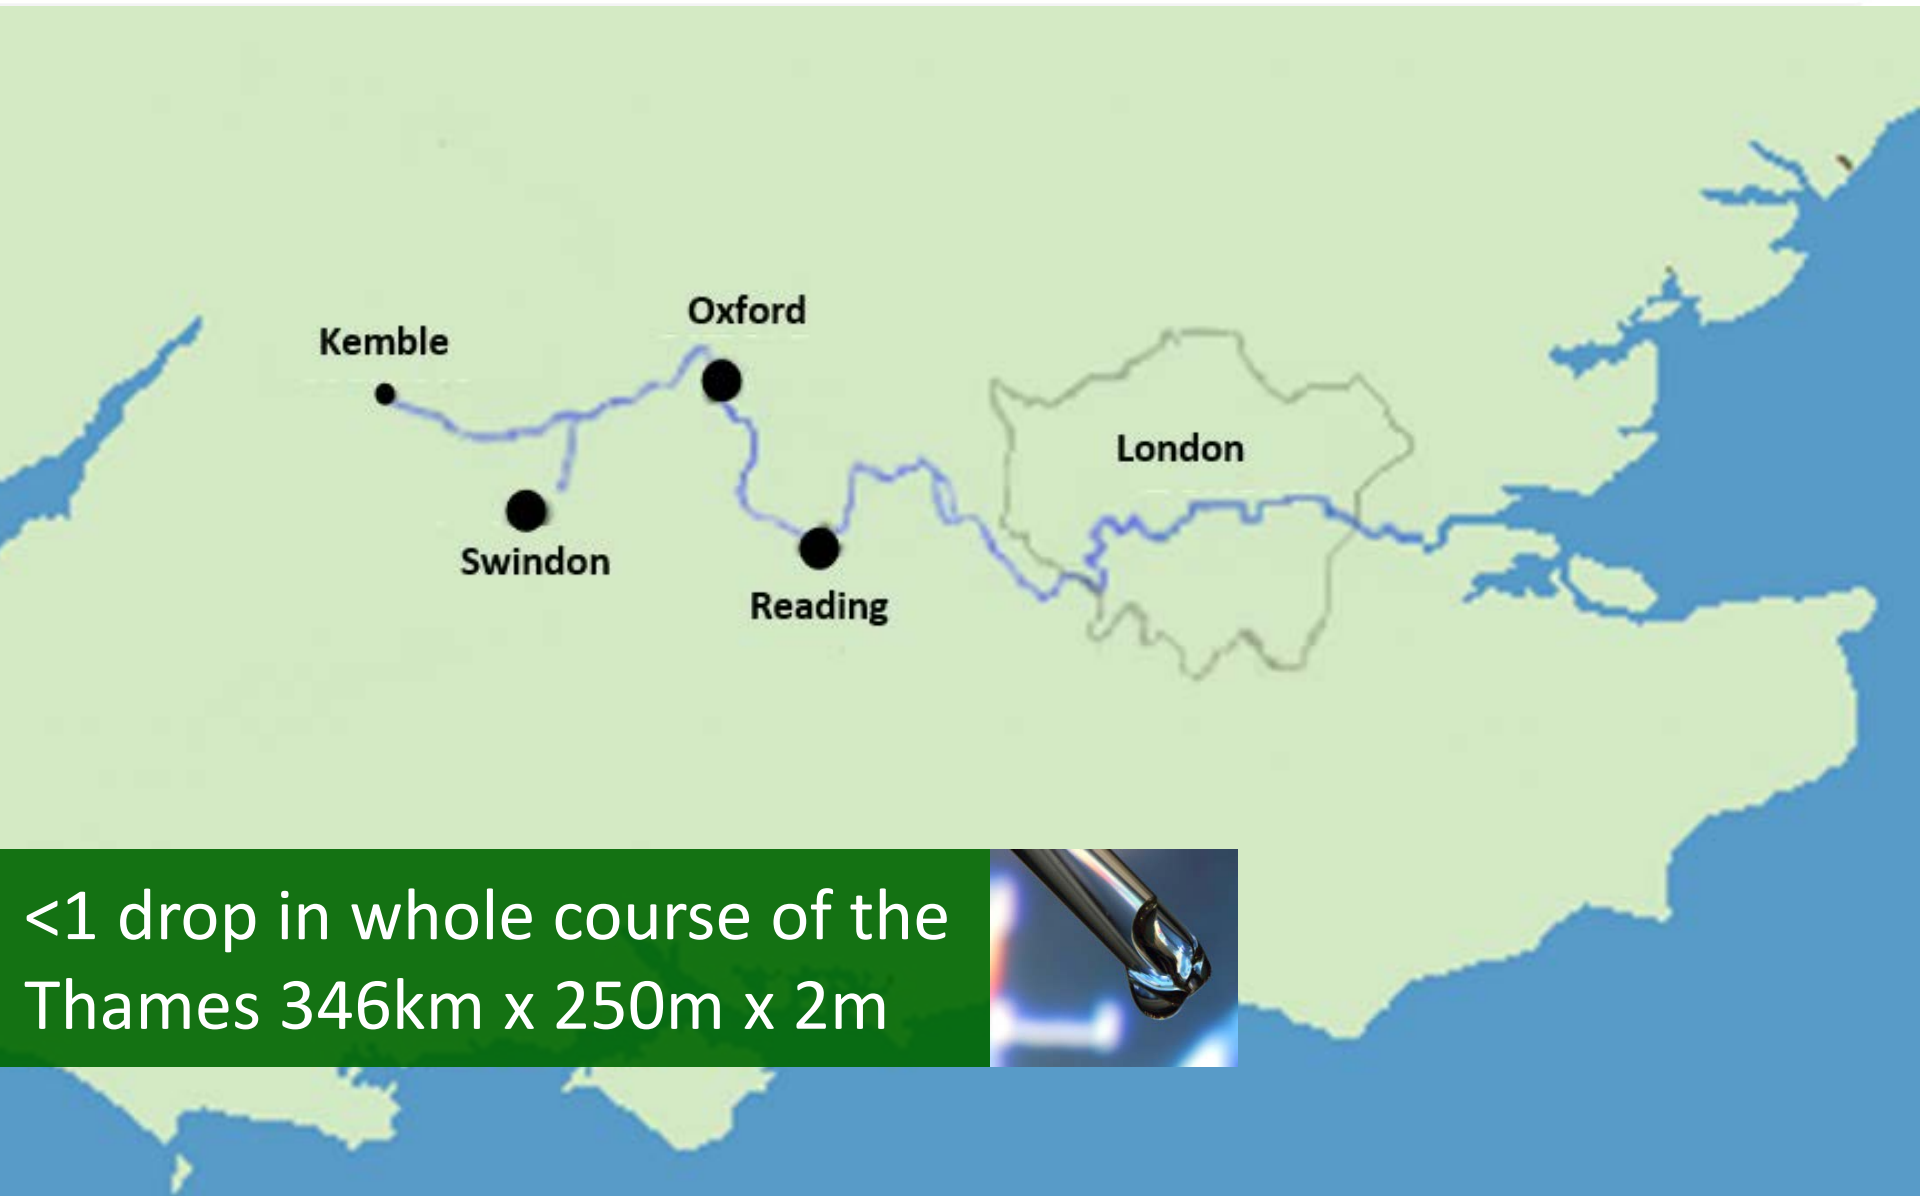 Oxford
Kemble
London
Swindon
Reading
<1 drop in whole course of the
Thames 346km x 250m x 2m